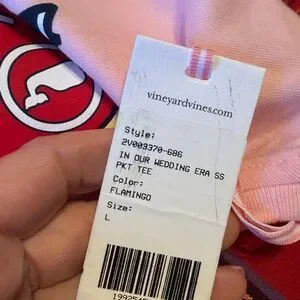 vineyardvines.com
Style:
2V003370-686
IN OUR WEDDING ERA SS
PKT TEE
Color:
FLAMINGO
Size:
L